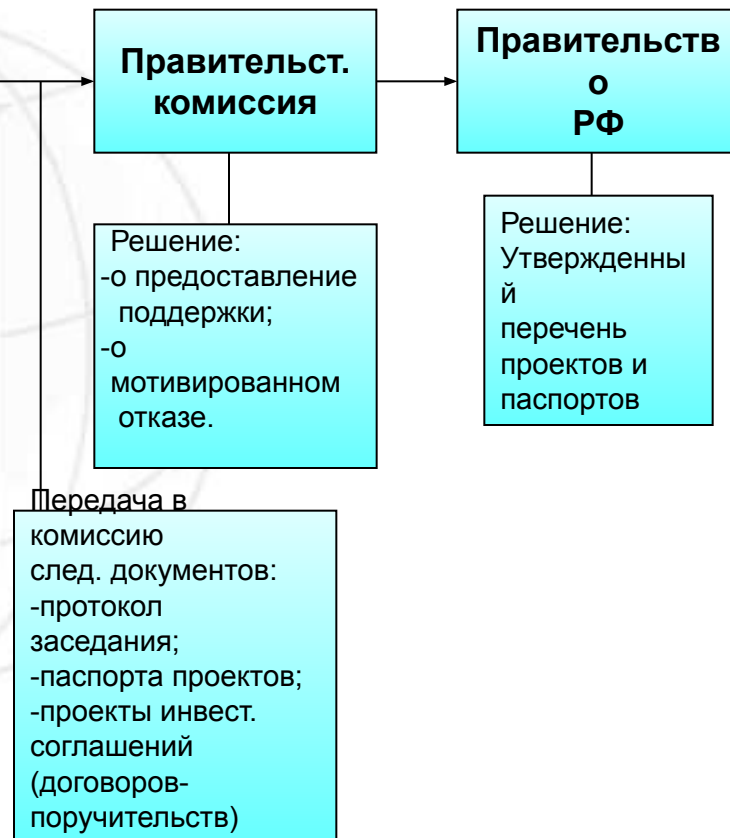 Правительст.
комиссия
Правительств
о
РФ
Решение:
-о предоставление
поддержки;
-о
мотивированном
отказе.
Решение:
Утвержденны
й
перечень
проектов и
паспортов
Передача в
комиссию
след. документов:
-протокол
заседания;
-паспорта проектов;
-проекты инвест.
соглашений
(договоров-
поручительств)